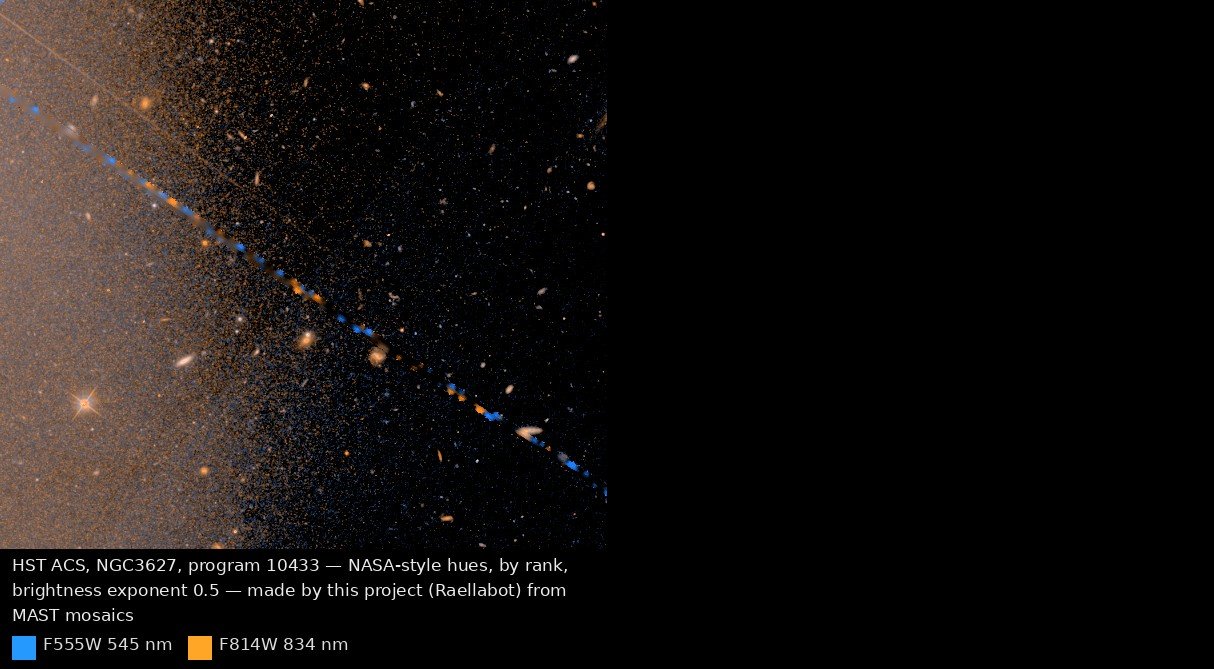 HST ACS, NGC3627, program 10433 — NASA-style hues, by rank,
brightness exponent 0.5 — made by this project (Raellabot) from
MAST mosaics
F555W 545 nm F814W 834 nm